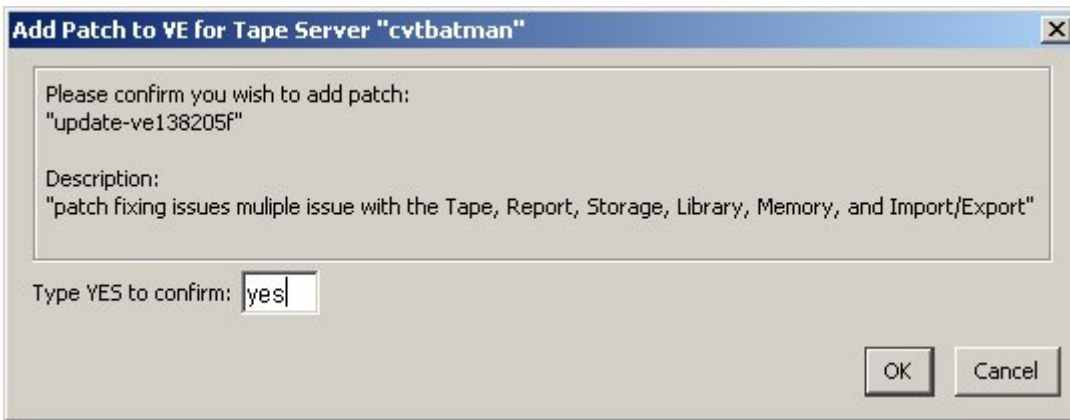 Add Patch to VE for Tape Server "cvtbatman"
Please confirm you wish to add patch:
"update-ve138205f"
Description:
"patch fixing issues muliple issue with the Tape, Report, Storage, Library, Memory, and Import/Export"
Type YES to confirm: yes
OK Cancel